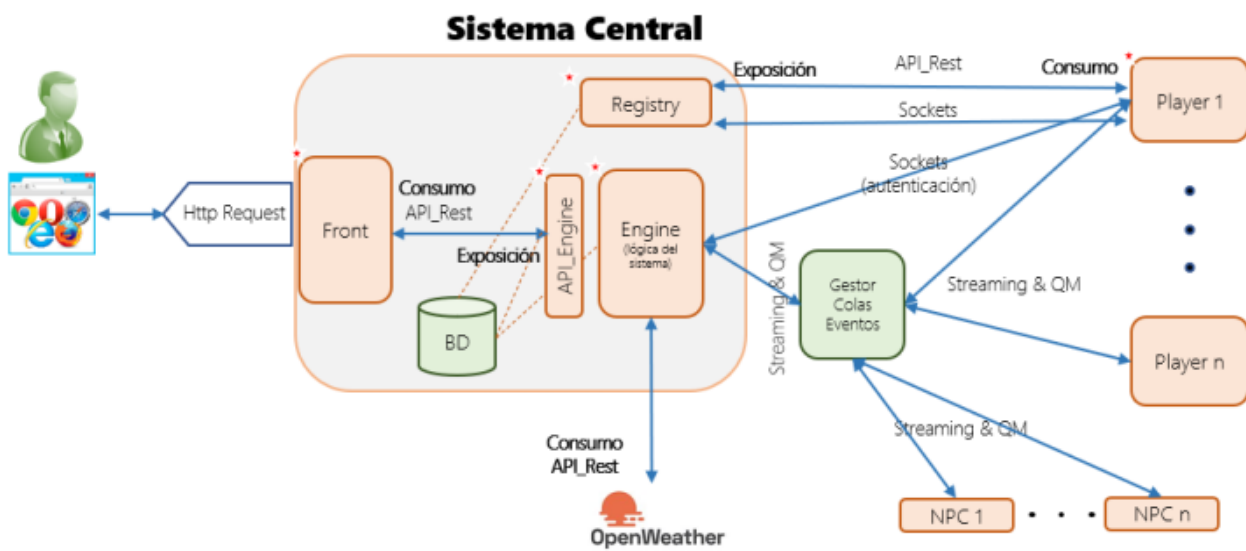 Sistema Central
Exposición
API_Rest
Consumo
Registry
Player 1
Sockets
Sockets
(autenticación)
Http Request
Front
Consumo
API_Rest
Exposición
API_Engine
Engine
(lógica del
sistema)
BD
Streaming & QM
Gestor
Colas
Eventos
Streaming & QM
Player n
Streaming & QM
Consumo
API_Rest
OpenWeather
NPC 1
NPC n